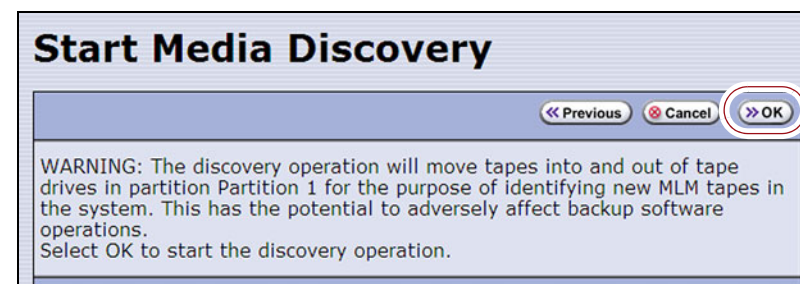 Start Media Discovery
Previous Cancel OK
WARNING: The discovery operation will move tapes into and out of tape
drives in partition Partition 1 for the purpose of identifying new MLM tapes in
the system. This has the potential to adversely affect backup software
operations.
Select OK to start the discovery operation.